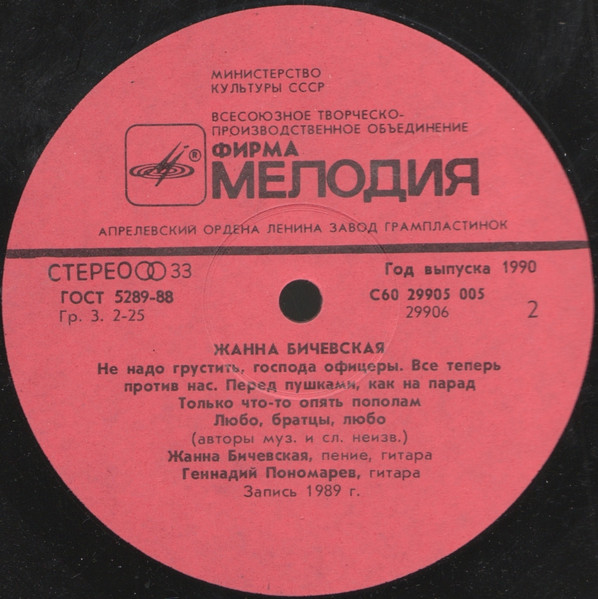 МИНИСТЕРСТВО
КУЛЬТУРЫ СССР
ВСЕСОЮЗНОЕ ТВОРЧЕСКО-
ПРОИЗВОДСТВЕННОЕ ОБЪЕДИНЕНИЕ
®
ФИРМА
МЕЛОДИЯ
АПРЕЛЕВСКИЙ ОРДЕНА ЛЕНИНА ЗАВОД ГРАМПЛАСТИНОК
СТЕРЕО 33
Год выпуска 1990
ГОСТ 5289-88
С60 29905 005
Гр. 3. 2-25
29906
2
ЖАННА БИЧЕВСКАЯ
Не надо грустить, господа офицеры. Все теперь
против нас. Перед пушками, как на парад
Только что-то опять пополам
Любо, братцы, любо
(авторы муз. и сл. неизв.)
Жанна Бичевская, пение, гитара
Геннадий Пономарев, гитара
Запись 1989 г.